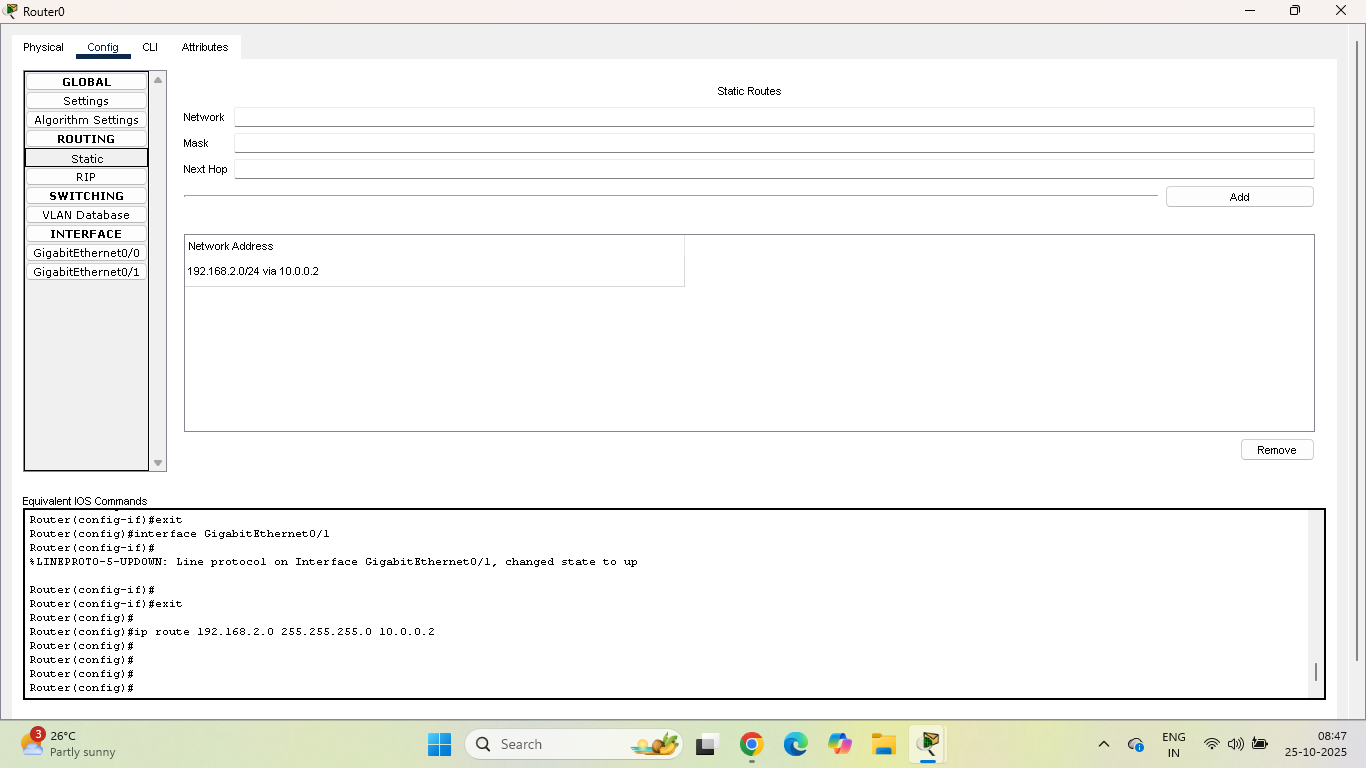 Router0
Physical Config CLI Attributes
GLOBAL
Settings
Algorithm Settings
ROUTING
Static
RIP
SWITCHING
VLAN Database
INTERFACE
GigabitEthernet0/0
GigabitEthernet0/1
Static Routes
Network
Mask
Next Hop
Add
Network Address
192.168.2.0/24 via 10.0.0.2
Remove
Equivalent IOS Commands
Router(config-if)#exit
Router(config)#interface GigabitEthernet0/1
Router(config-if)#
%LINEPROTO-5-UPDOWN: Line protocol on Interface GigabitEthernet0/1, changed state to up
Router(config-if)#
Router(config-if)#exit
Router(config)#
Router(config)#ip route 192.168.2.0 255.255.255.0 10.0.0.2
Router(config)#
Router(config)#
Router(config)#
Router(config)#
3
26°C
Partly sunny
Search
ENG
IN
08:47
25-10-2025